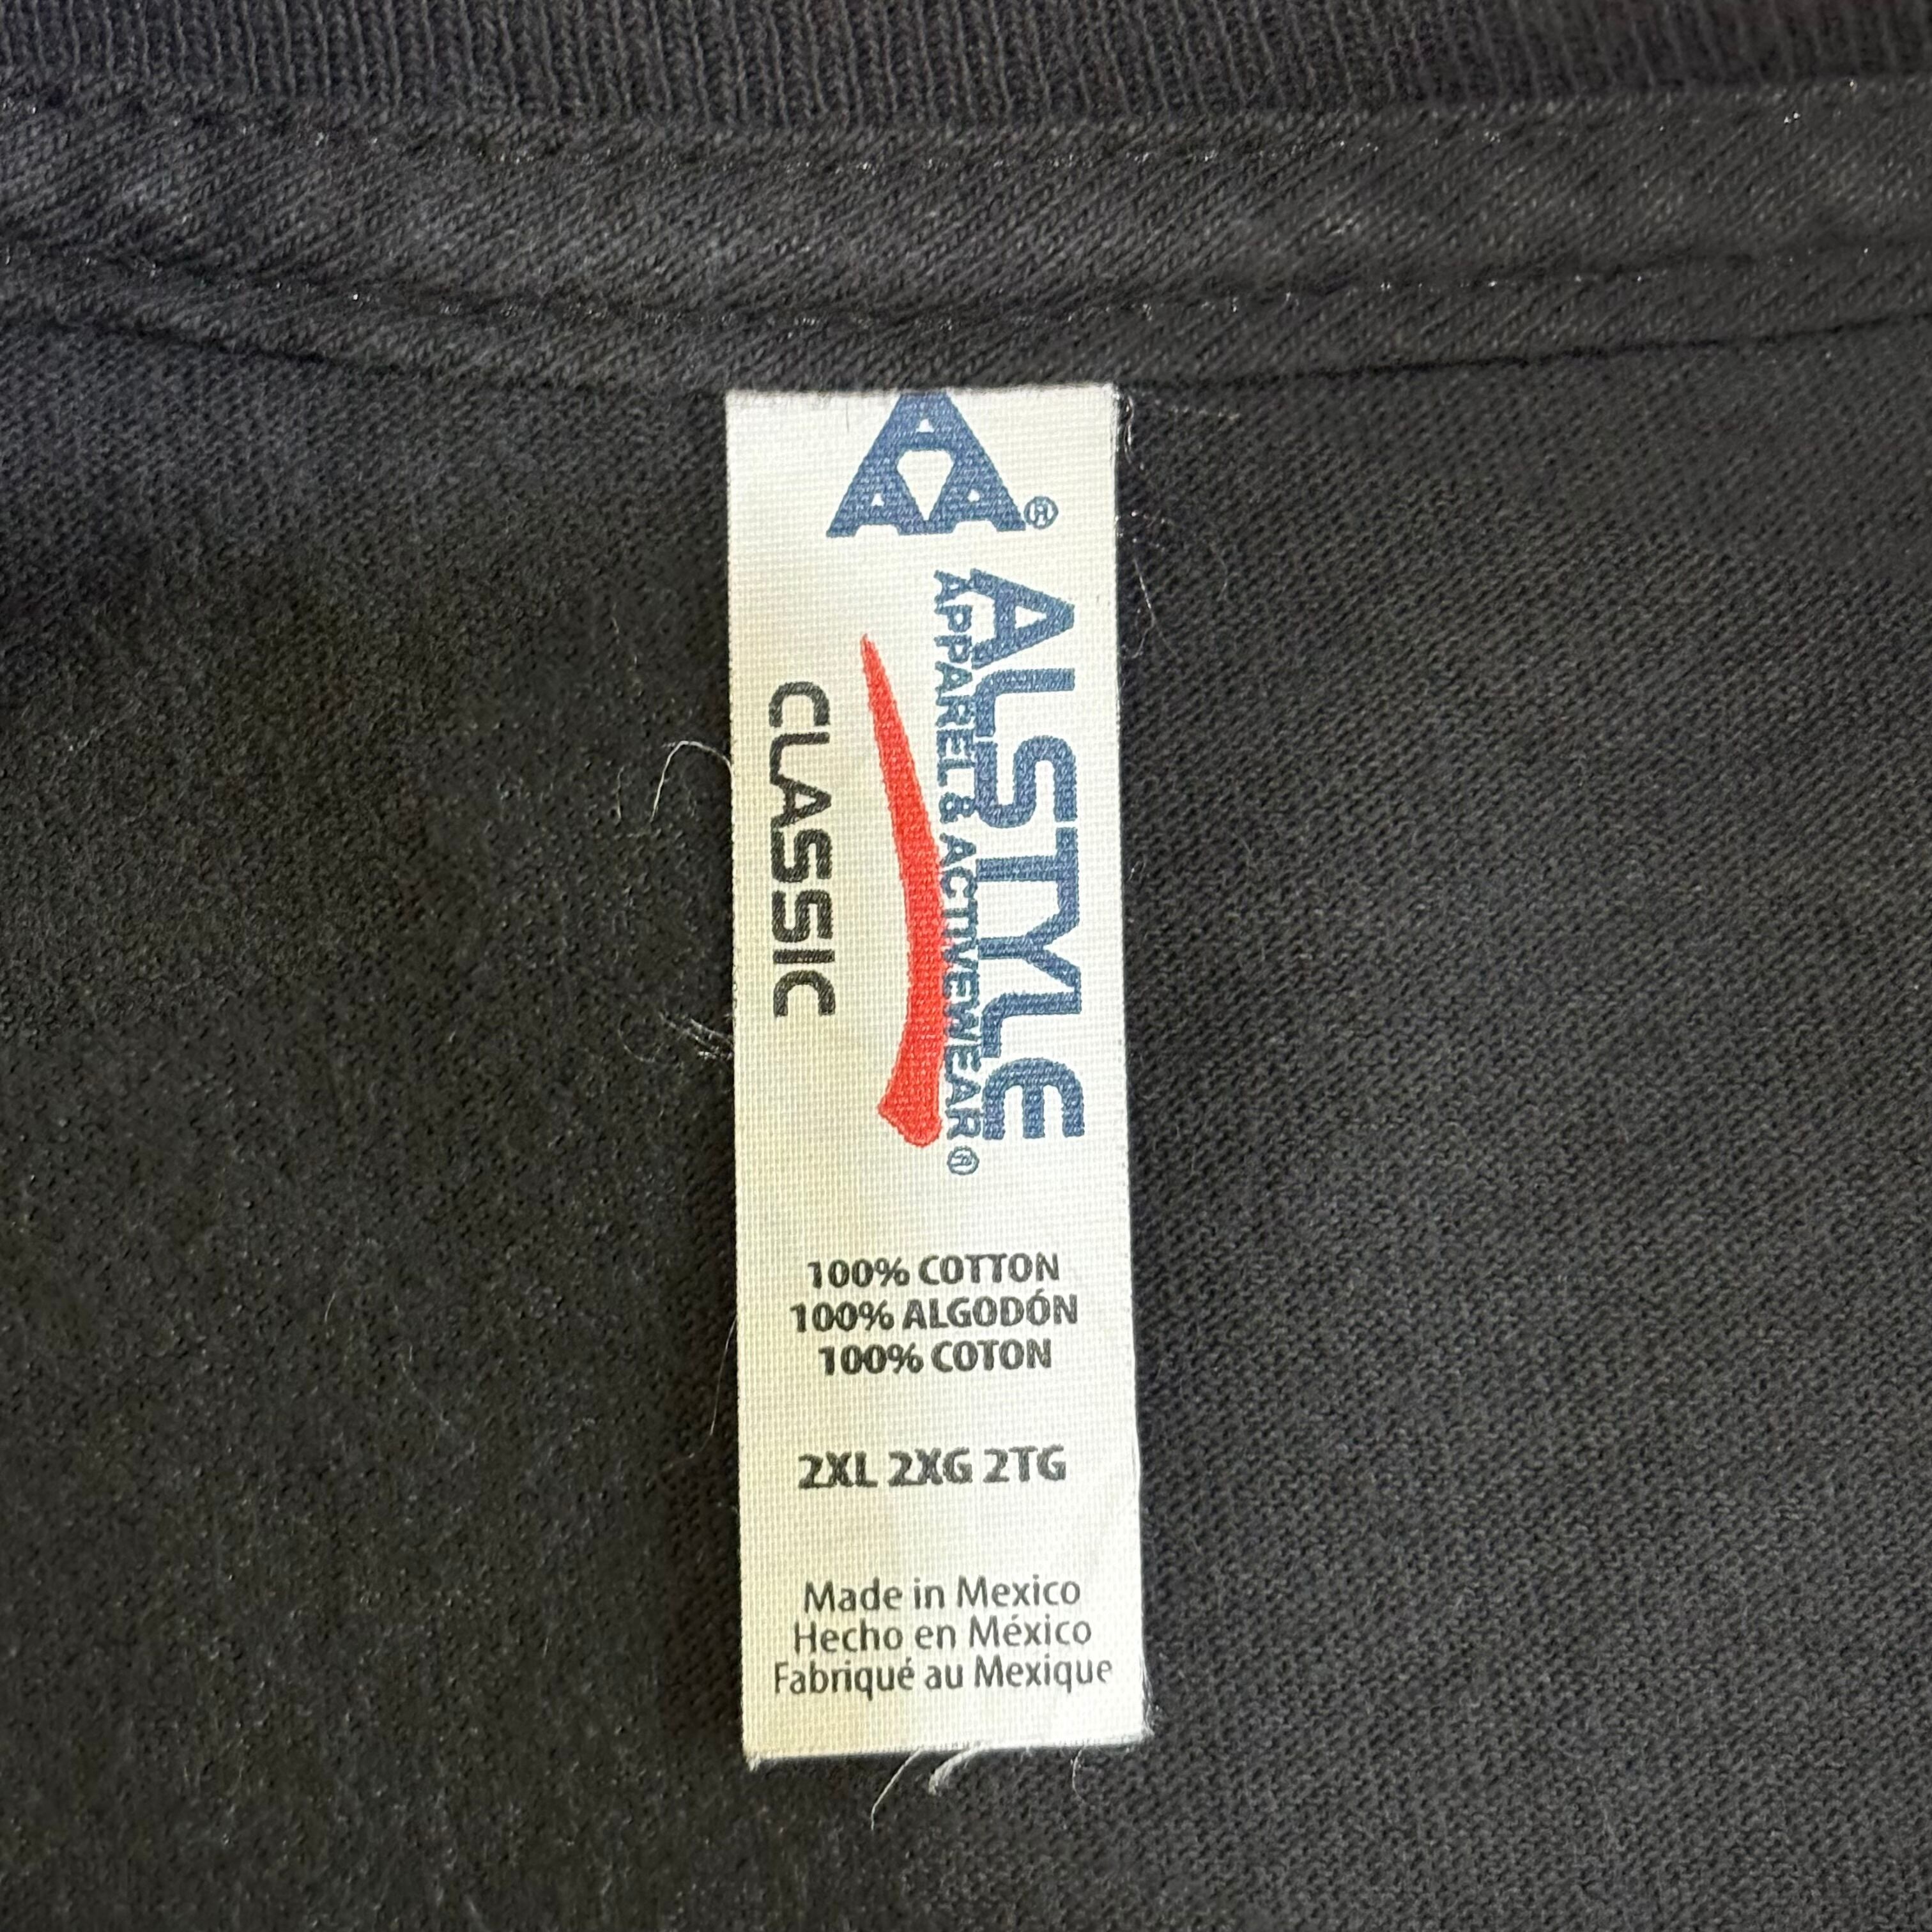 AAA®
ALSTYLE
APPAREL & ACTIVEWEAR®
CLASSIC
100% COTTON
100% ALGODÓN
100% COTON
2XL 2XG 2TG
Made in Mexico
Hecho en México
Fabriqué au Mexique